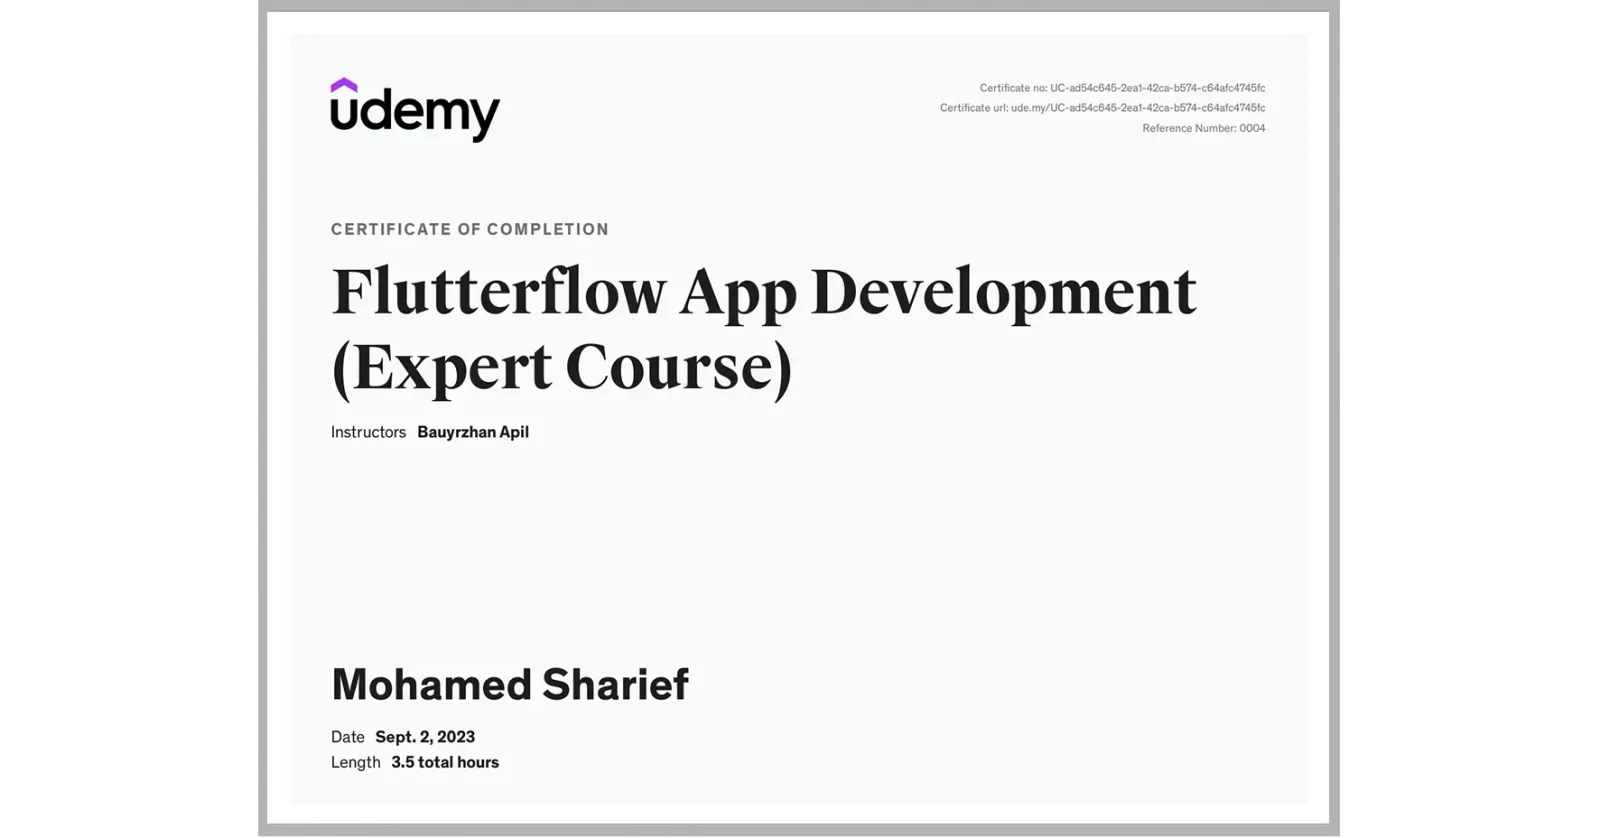 udemy
Certificate no: UC-ad54c645-2ea1-42ca-b574-c64afc4745fc
Certificate url: ude.my/UC-ad54c645-2ea1-42ca-b574-c64afc4745fc
Reference Number: 0004
CERTIFICATE OF COMPLETION
Flutterflow App Development
(Expert Course)
Instructors Bauyrzhan Apil
Mohamed Sharief
Date Sept. 2, 2023
Length 3.5 total hours